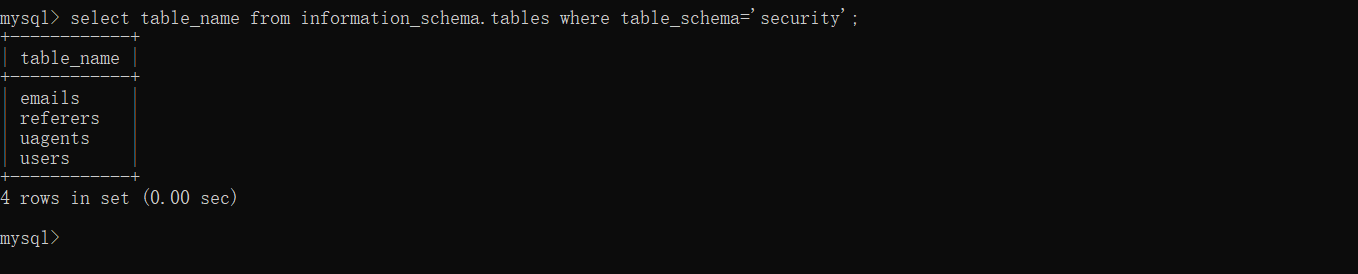 mysql> select table_name from information_schema.tables where table_schema='security';
+------------+
| table_name |
+------------+
| emails     |
| referers   |
| uagents    |
| users      |
+------------+
4 rows in set (0.00 sec)
mysql>